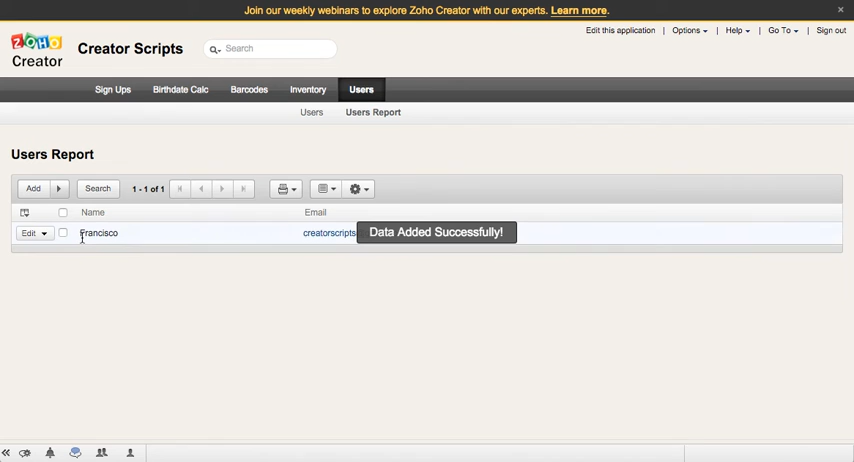 Join our weekly webinars to explore Zoho Creator with our experts. Learn more.
Edit this application Options Help Go To Sign out
ZOHO
Creator
Creator Scripts
Search
Sign Ups Birthdate Calc Barcodes Inventory Users
Users Users Report
Users Report
Add Search 1 - 1 of 1
Name Email
Edit Francisco creatorscripts
Data Added Successfully!